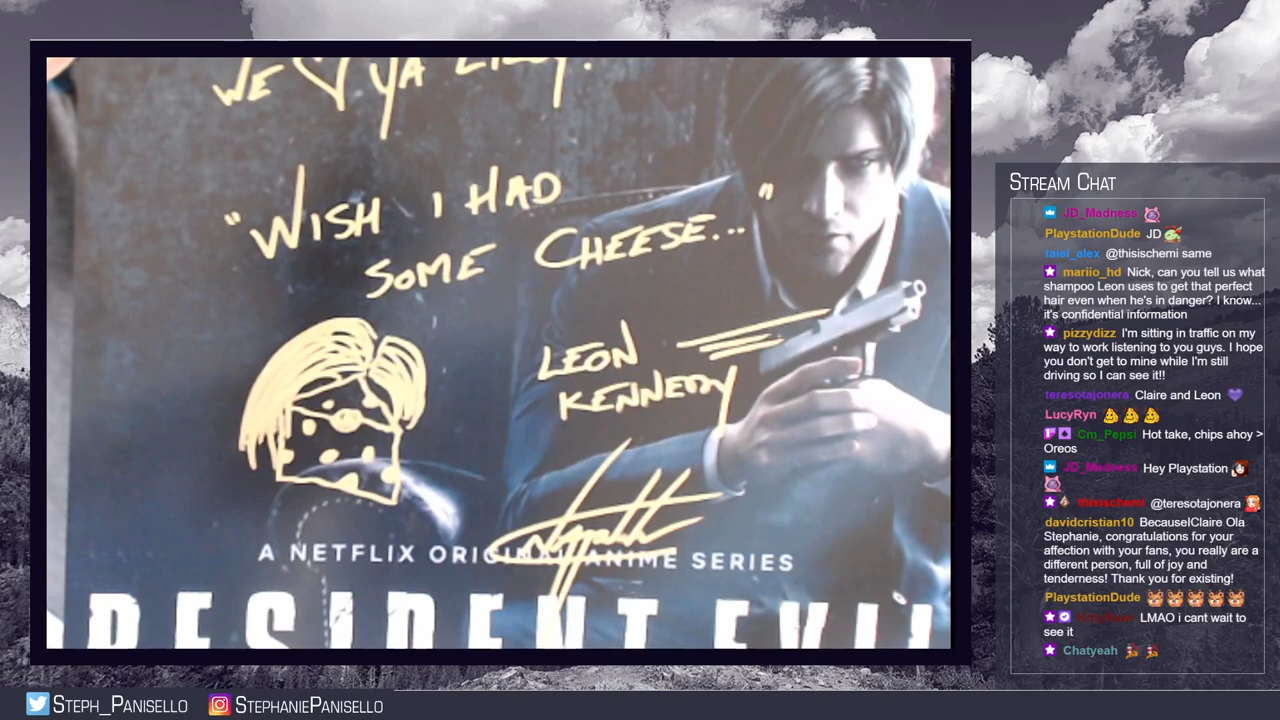 WE ♡ YA
"WISH I HAD
SOME CHEESE..."
LEON
KENNEDY
A NETFLIX ORIGINAL ANIME SERIES
RESIDENT EVIL
STREAM CHAT
JD_Madness
PlaystationDude JD
taiel_alex @thisischemi same
mariio_hd Nick, can you tell us what
shampoo Leon uses to get that perfect
hair even when he's in danger? I know...
it's confidential information
pizzydizz I'm sitting in traffic on my
way to work listening to you guys. I hope
you don't get to mine while I'm still
driving so I can see it!!
teresotajonera Claire and Leon 💜
LucyRyn
Cm_Pepsi Hot take, chips ahoy >
Oreos
JD_Madness Hey Playstation
thisischemi @teresotajonera
davidcristian10 BecauseIClaire Ola
Stephanie, congratulations for your
affection with your fans, you really are a
different person, full of joy and
tenderness! Thank you for existing!
PlaystationDude
LMAO i cant wait to
see it
Chatyeah
STEPH_PANISELLO STEPHANIEPANISELLO